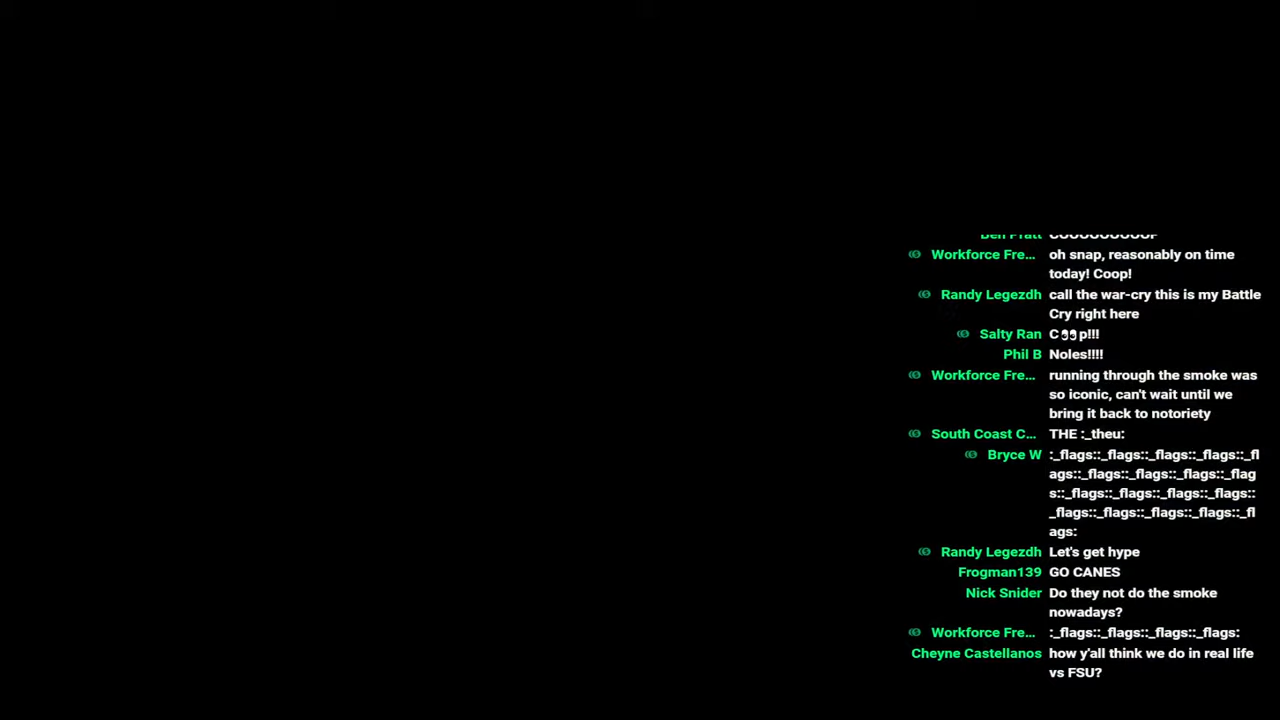 Ben Pratt
Workforce Fre... oh snap, reasonably on time
today! Coop!
Randy Legezdh call the war-cry this is my Battle
Cry right here
Salty Ran C👀p!!!
Phil B Noles!!!!
Workforce Fre... running through the smoke was
so iconic, can't wait until we
bring it back to notoriety
South Coast C... THE :_theu:
Bryce W :_flags::_flags::_flags::_flags::_fl
ags::_flags::_flags::_flags::_flag
s::_flags::_flags::_flags::_flags::
_flags::_flags::_flags::_flags::_fl
ags:
Randy Legezdh Let's get hype
Frogman139 GO CANES
Nick Snider Do they not do the smoke
nowadays?
Workforce Fre... :_flags::_flags::_flags::_flags:
Cheyne Castellanos how y'all think we do in real life
vs FSU?